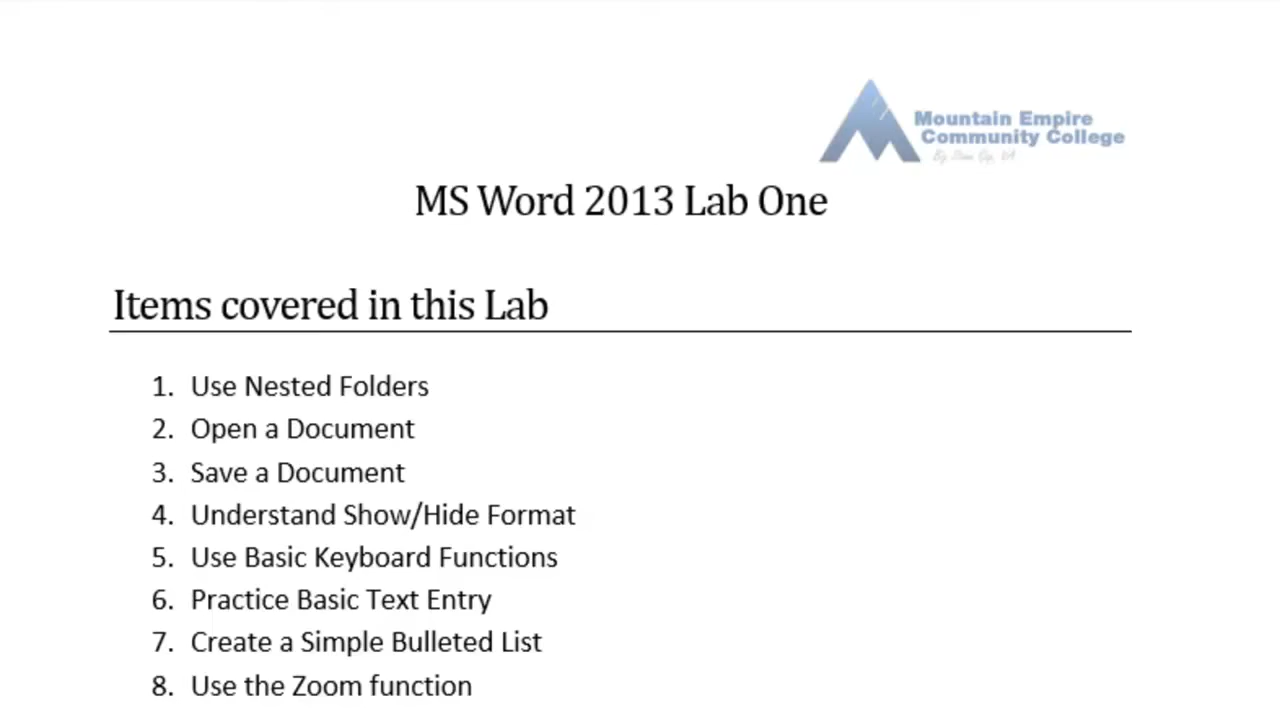 Mountain Empire
Community College
MS Word 2013 Lab One
Items covered in this Lab
1. Use Nested Folders
2. Open a Document
3. Save a Document
4. Understand Show/Hide Format
5. Use Basic Keyboard Functions
6. Practice Basic Text Entry
7. Create a Simple Bulleted List
8. Use the Zoom function